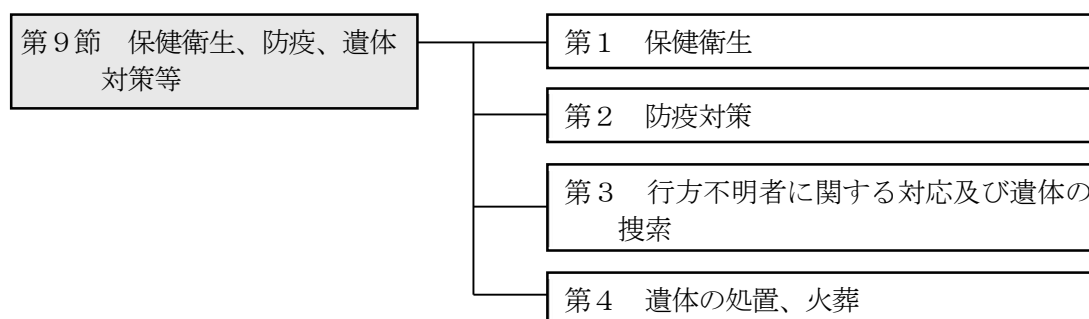 第９節　保健衛生、防疫、遺体
対策等
第１　保健衛生
第２　防疫対策
第３　行方不明者に関する対応及び遺体の
捜索
第４　遺体の処置、火葬